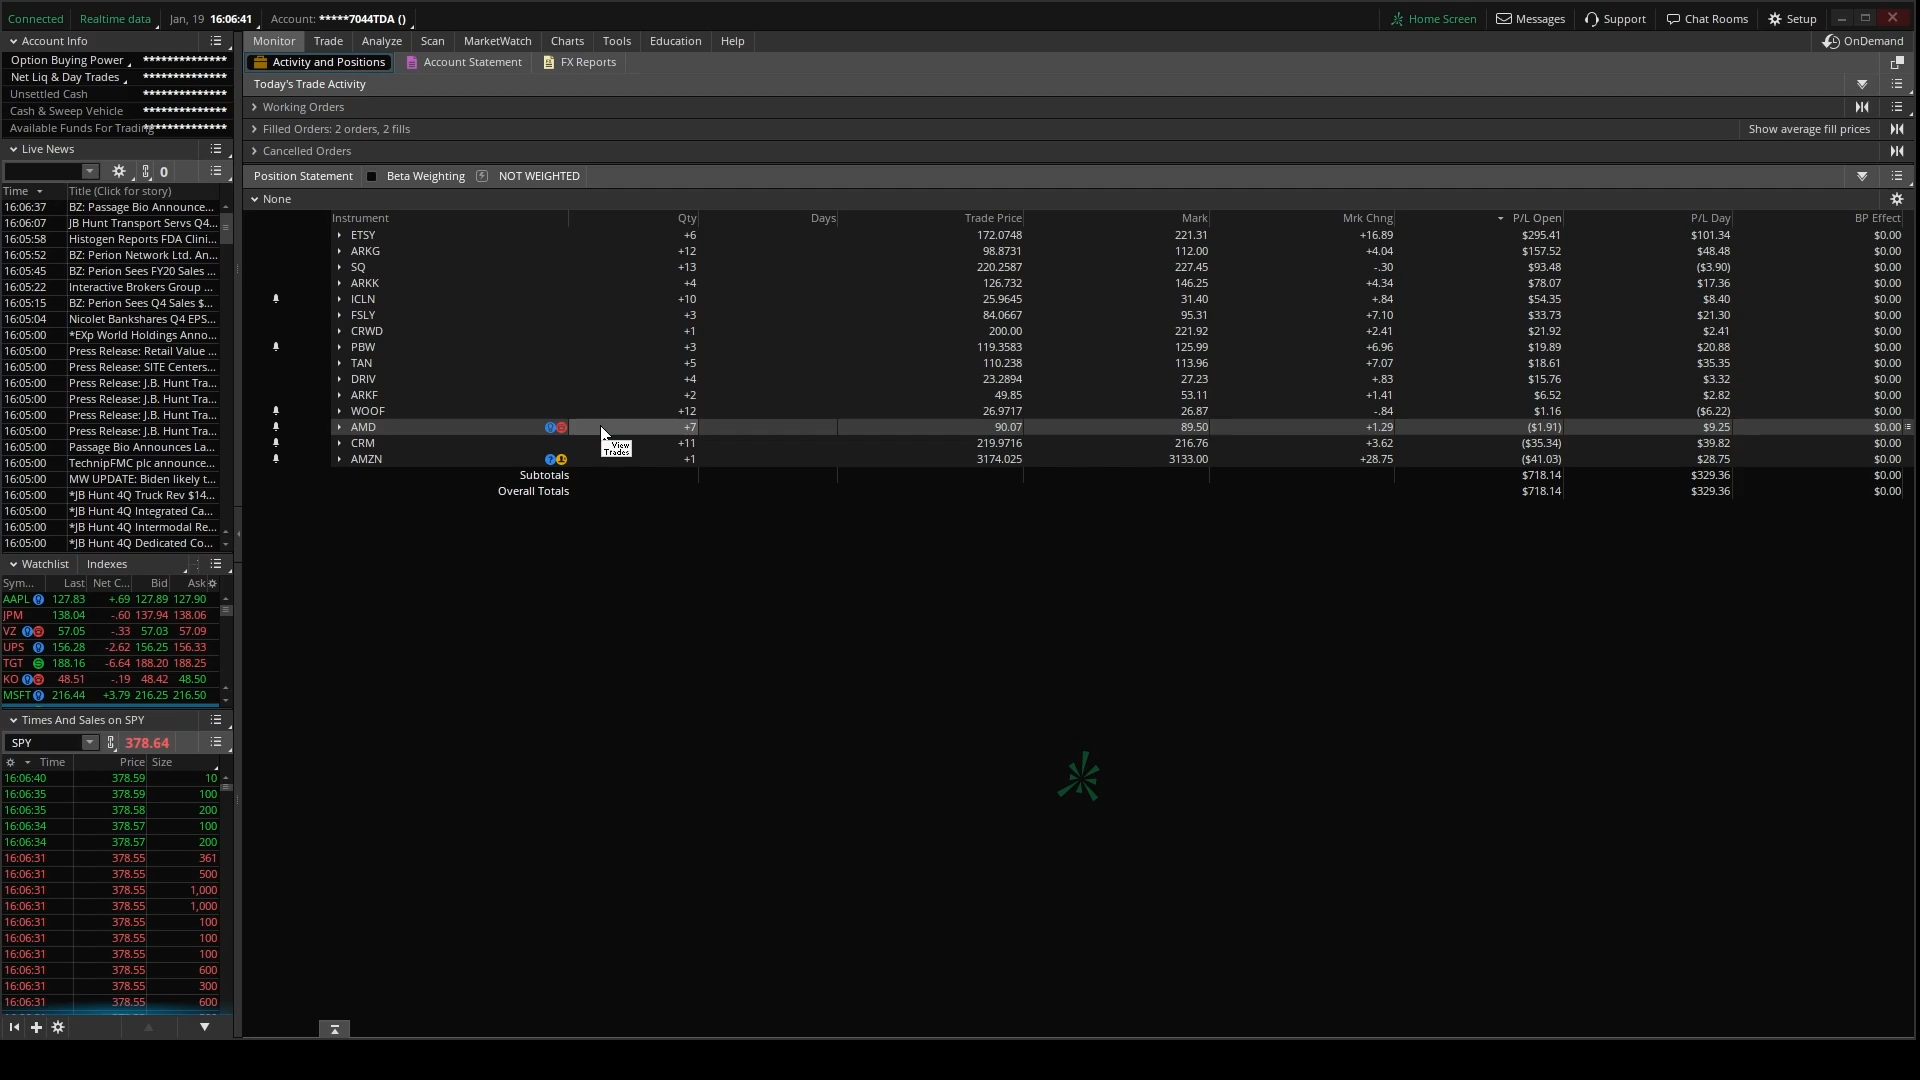 Connected Realtime data Jan, 19 16:06:41 Account: *****7044TDA () Home Screen Messages Support Chat Rooms Setup
Account Info
Option Buying Power **************
Net Liq & Day Trades **************
Unsettled Cash **************
Cash & Sweep Vehicle **************
Available Funds For Trading **************
Live News
0
Time Title (Click for story)
16:06:37 BZ: Passage Bio Announce...
16:06:07 JB Hunt Transport Servs Q4...
16:05:58 Histogen Reports FDA Clini...
16:05:52 BZ: Perion Network Ltd. An...
16:05:45 BZ: Perion Sees FY20 Sales ...
16:05:22 Interactive Brokers Group ...
16:05:15 BZ: Perion Sees Q4 Sales $...
16:05:04 Nicolet Bankshares Q4 EPS...
16:05:00 *EXp World Holdings Anno...
16:05:00 Press Release: Retail Value ...
16:05:00 Press Release: SITE Centers...
16:05:00 Press Release: J.B. Hunt Tra...
16:05:00 Press Release: J.B. Hunt Tra...
16:05:00 Press Release: J.B. Hunt Tra...
16:05:00 Press Release: J.B. Hunt Tra...
16:05:00 Passage Bio Announces La...
16:05:00 TechnipFMC plc announce...
16:05:00 MW UPDATE: Biden likely t...
16:05:00 *JB Hunt 4Q Truck Rev $14...
16:05:00 *JB Hunt 4Q Integrated Ca...
16:05:00 *JB Hunt 4Q Intermodal Re...
16:05:00 *JB Hunt 4Q Dedicated Co...
Watchlist Indexes
Sym... Last Net C... Bid Ask
AAPL 127.83 +.69 127.89 127.90
JPM 138.04 -.60 137.94 138.06
VZ 57.05 -.33 57.03 57.09
UPS 156.28 -2.62 156.25 156.33
TGT 188.16 -6.64 188.20 188.25
KO 48.51 -.19 48.42 48.50
MSFT 216.44 +3.79 216.25 216.50
Times And Sales on SPY
SPY 378.64
Time Price Size
16:06:40 378.59 10
16:06:35 378.59 100
16:06:35 378.58 200
16:06:34 378.57 100
16:06:34 378.57 200
16:06:31 378.55 361
16:06:31 378.55 500
16:06:31 378.55 1,000
16:06:31 378.55 1,000
16:06:31 378.55 100
16:06:31 378.55 100
16:06:31 378.55 100
16:06:31 378.55 600
16:06:31 378.55 300
16:06:31 378.55 600
Monitor Trade Analyze Scan MarketWatch Charts Tools Education Help OnDemand
Activity and Positions Account Statement FX Reports
Today's Trade Activity
Working Orders
Filled Orders: 2 orders, 2 fills Show average fill prices
Cancelled Orders
Position Statement Beta Weighting NOT WEIGHTED
None
Instrument Qty Days Trade Price Mark Mrk Chng P/L Open P/L Day BP Effect
ETSY +6 172.0748 221.31 +16.89 $295.41 $101.34 $0.00
ARKG +12 98.8731 112.00 +4.04 $157.52 $48.48 $0.00
SQ +13 220.2587 227.45 -.30 $93.48 ($3.90) $0.00
ARKK +4 126.732 146.25 +4.34 $78.07 $17.36 $0.00
ICLN +10 25.9645 31.40 +.84 $54.35 $8.40 $0.00
FSLY +3 84.0667 95.31 +7.10 $33.73 $21.30 $0.00
CRWD +1 200.00 221.92 +2.41 $21.92 $2.41 $0.00
PBW +3 119.3583 125.99 +6.96 $19.89 $20.88 $0.00
TAN +5 110.238 113.96 +7.07 $18.61 $35.35 $0.00
DRIV +4 23.2894 27.23 +.83 $15.76 $3.32 $0.00
ARKF +2 49.85 53.11 +1.41 $6.52 $2.82 $0.00
WOOF +12 26.9717 26.87 -.84 $1.16 ($6.22) $0.00
AMD +7 90.07 89.50 +1.29 ($1.91) $9.25 $0.00
View
Trades
CRM +11 219.9716 216.76 +3.62 ($35.34) $39.82 $0.00
AMZN +1 3174.025 3133.00 +28.75 ($41.03) $28.75 $0.00
Subtotals $718.14 $329.36 $0.00
Overall Totals $718.14 $329.36 $0.00